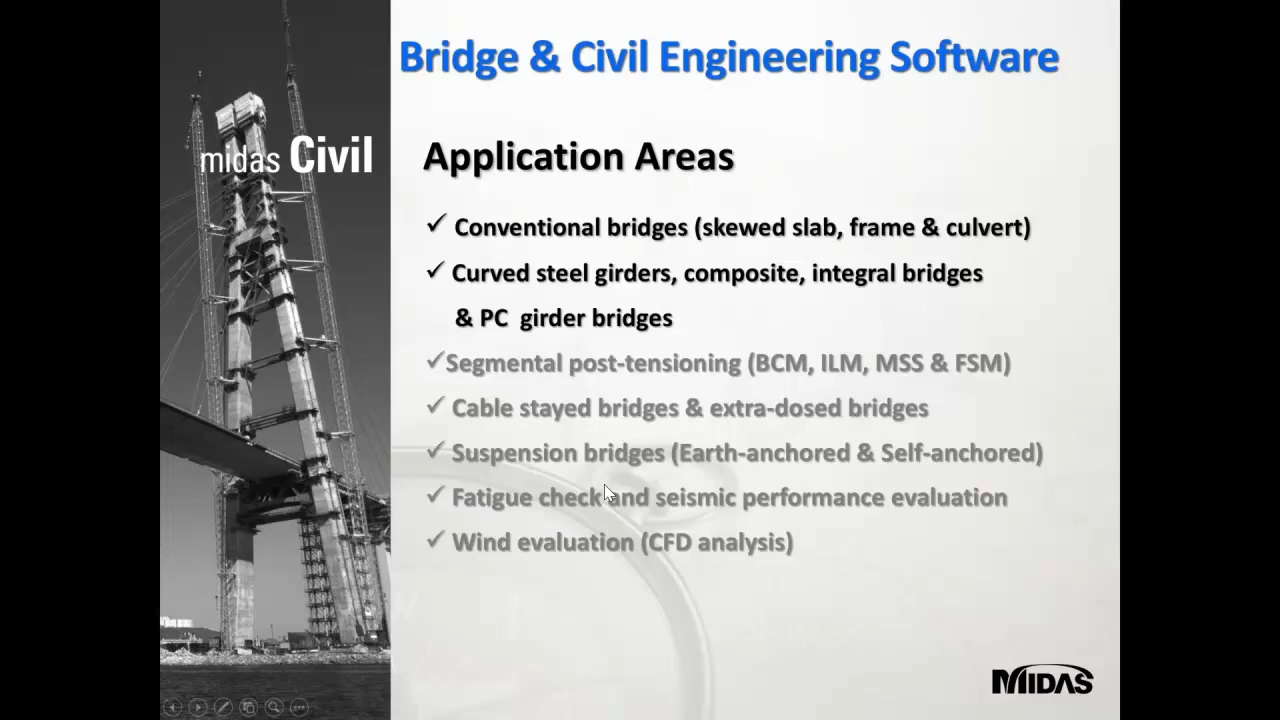 Bridge & Civil Engineering Software
midas Civil
Application Areas
✓ Conventional bridges (skewed slab, frame & culvert)
✓ Curved steel girders, composite, integral bridges
& PC girder bridges
✓Segmental post-tensioning (BCM, ILM, MSS & FSM)
✓ Cable stayed bridges & extra-dosed bridges
✓ Suspension bridges (Earth-anchored & Self-anchored)
✓ Fatigue check and seismic performance evaluation
✓ Wind evaluation (CFD analysis)
MIDAS